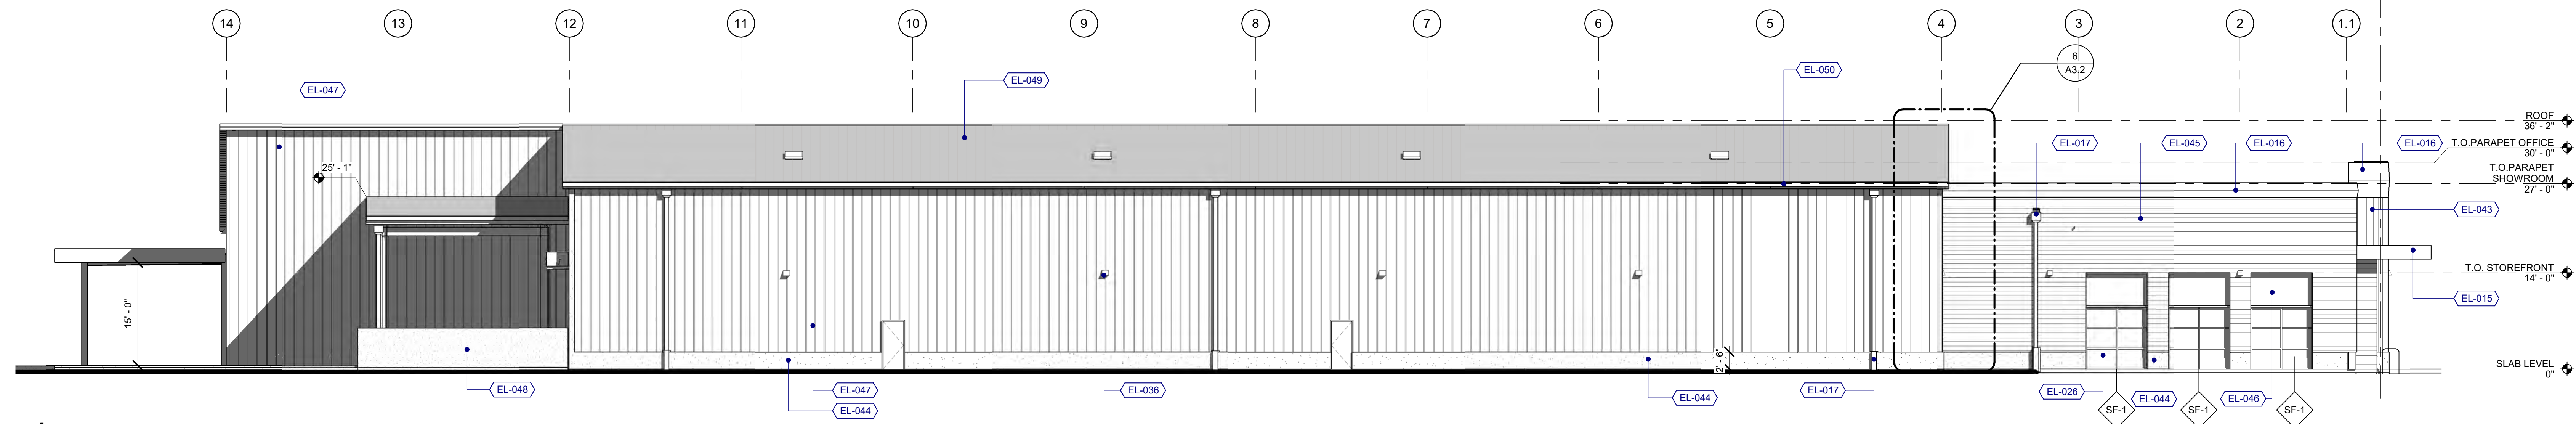 14
13
12
11
10
9
8
7
6
5
4
3
2
1.1
6
A3.2
EL-047
EL-049
EL-050
ROOF
36' - 2"
EL-017
EL-045
EL-016
EL-016
T.O.PARAPET OFFICE
30' - 0"
25' - 1"
T.O.PARAPET
SHOWROOM
27' - 0"
EL-043
T.O. STOREFRONT
14' - 0"
EL-015
15' - 0"
2' - 6"
SLAB LEVEL
0"
EL-048
EL-047
EL-044
EL-036
EL-044
EL-017
EL-026
EL-044
EL-046
SF-1
SF-1
SF-1